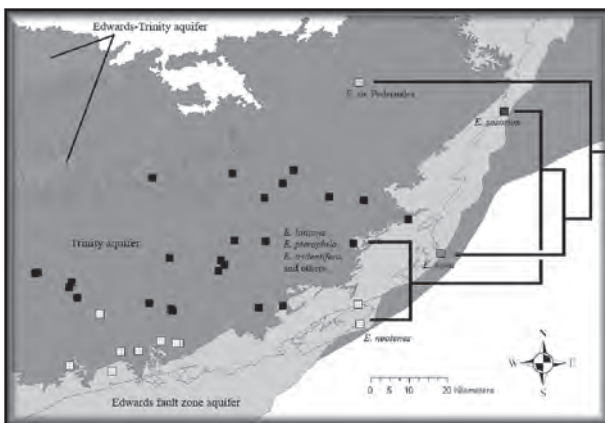 Edwards-Trinity aquifer
E. sp. Pedernales
E. sosorum
E. latitans
E. pterophila
E. tridentifera,
and others
Trinity aquifer
E. nana
E. neotenes
N
W E
S
0 5 10 20 Kilometers
Edwards fault zone aquifer